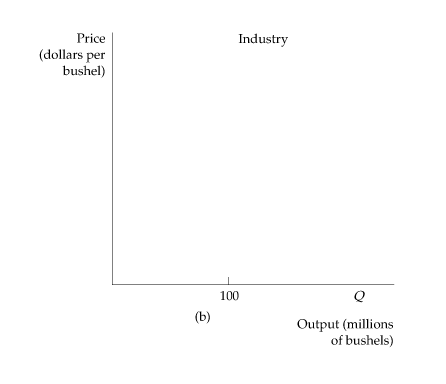 Price
(dollars per
bushel)
Industry
100
Q
(b)
Output (millions
of bushels)